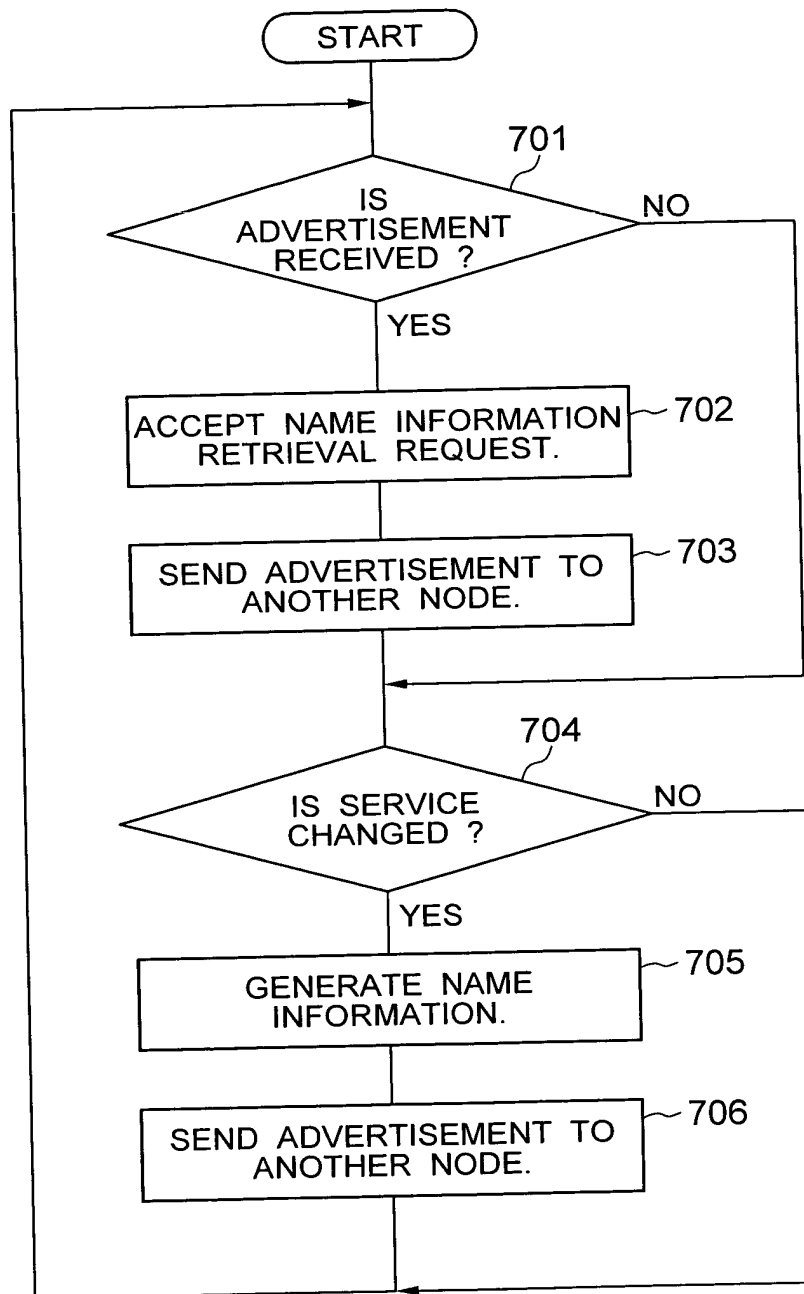 START
701
IS
ADVERTISEMENT
RECEIVED ?
NO
YES
ACCEPT NAME INFORMATION
RETRIEVAL REQUEST.
702
SEND ADVERTISEMENT TO
ANOTHER NODE.
703
704
IS SERVICE
CHANGED ?
NO
YES
GENERATE NAME
INFORMATION.
705
SEND ADVERTISEMENT TO
ANOTHER NODE.
706